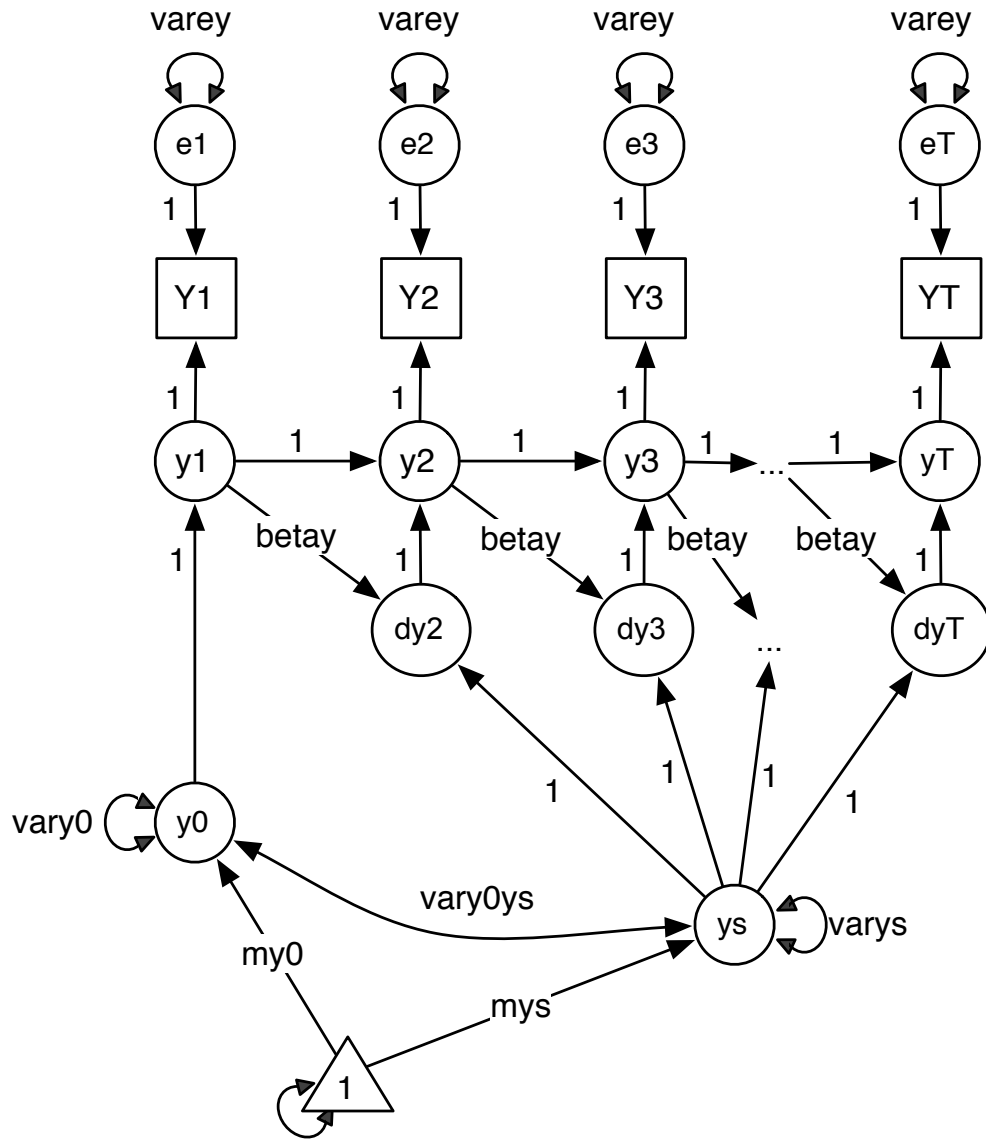 varey varey varey varey
e1 e2 e3 eT
1 1 1 1
Y1 Y2 Y3 YT
1 1 1 1
1 1 1 1
y1 y2 y3 ... yT
betay betay betay betay
1 1 1 1
dy2 dy3 ... dyT
1 1 1 1
vary0 y0
vary0ys
ys varys
my0
mys
1